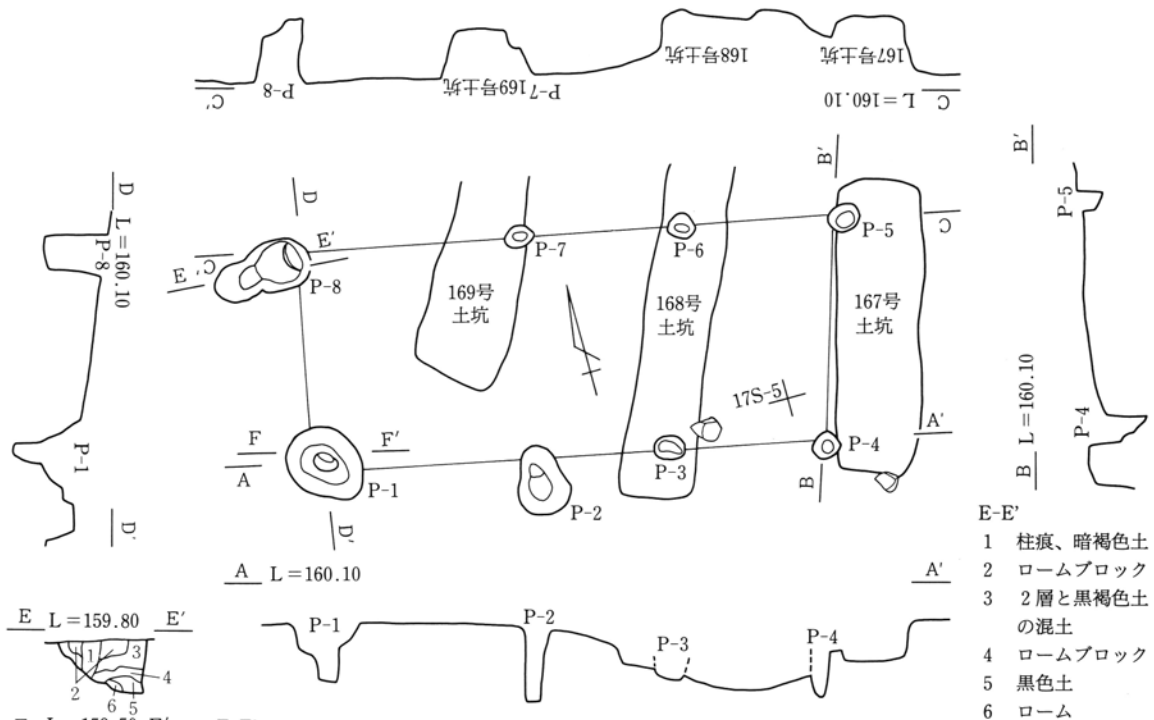 P-8
169号土坑
P-7
168号土坑
167号土坑
C'
L＝160.10
C
D
L＝160.10
P-8
P-1
D'
D
E
C'
E'
P-8
P-7
P-6
P-5
B'
C
169号
土坑
168号
土坑
167号
土坑
17S-5
F
F'
A
A'
P-1
P-2
P-3
P-4
B
D'
B'
P-5
P-4
B
L＝160.10
A L＝160.10
A'
P-1
P-2
P-3
P-4
E L＝159.80 E'
1
3
2
4
6
5
E-E'
1 柱痕、暗褐色土
2 ロームブロック
3 2層と黒褐色土
の混土
4 ロームブロック
5 黒色土
6 ローム